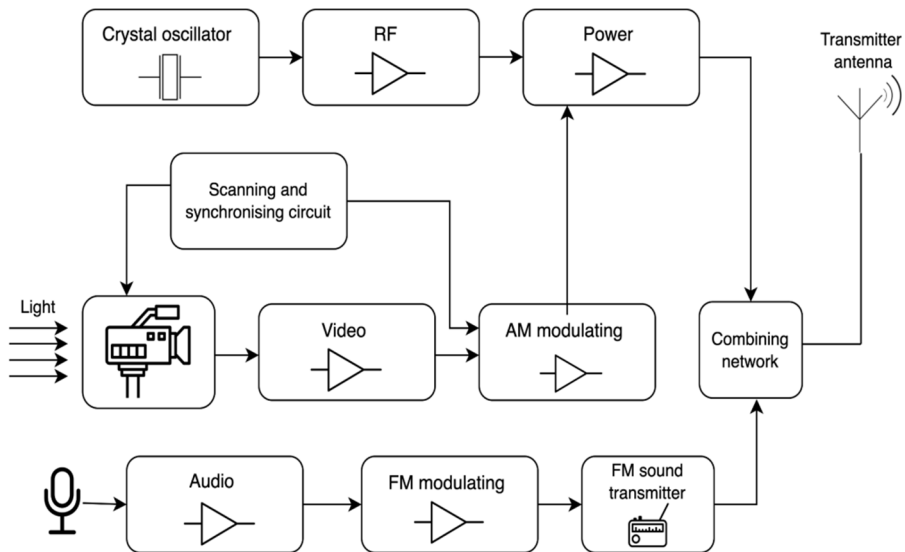 Crystal oscillator
RF
Power
Transmitter
antenna
Scanning and
synchronising circuit
Light
Video
AM modulating
Combining
network
Audio
FM modulating
FM sound
transmitter